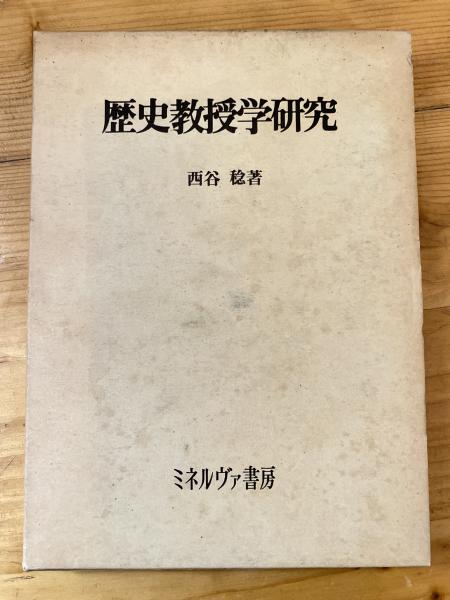 歴史教授学研究
西谷 稔著
ミネルヴァ書房